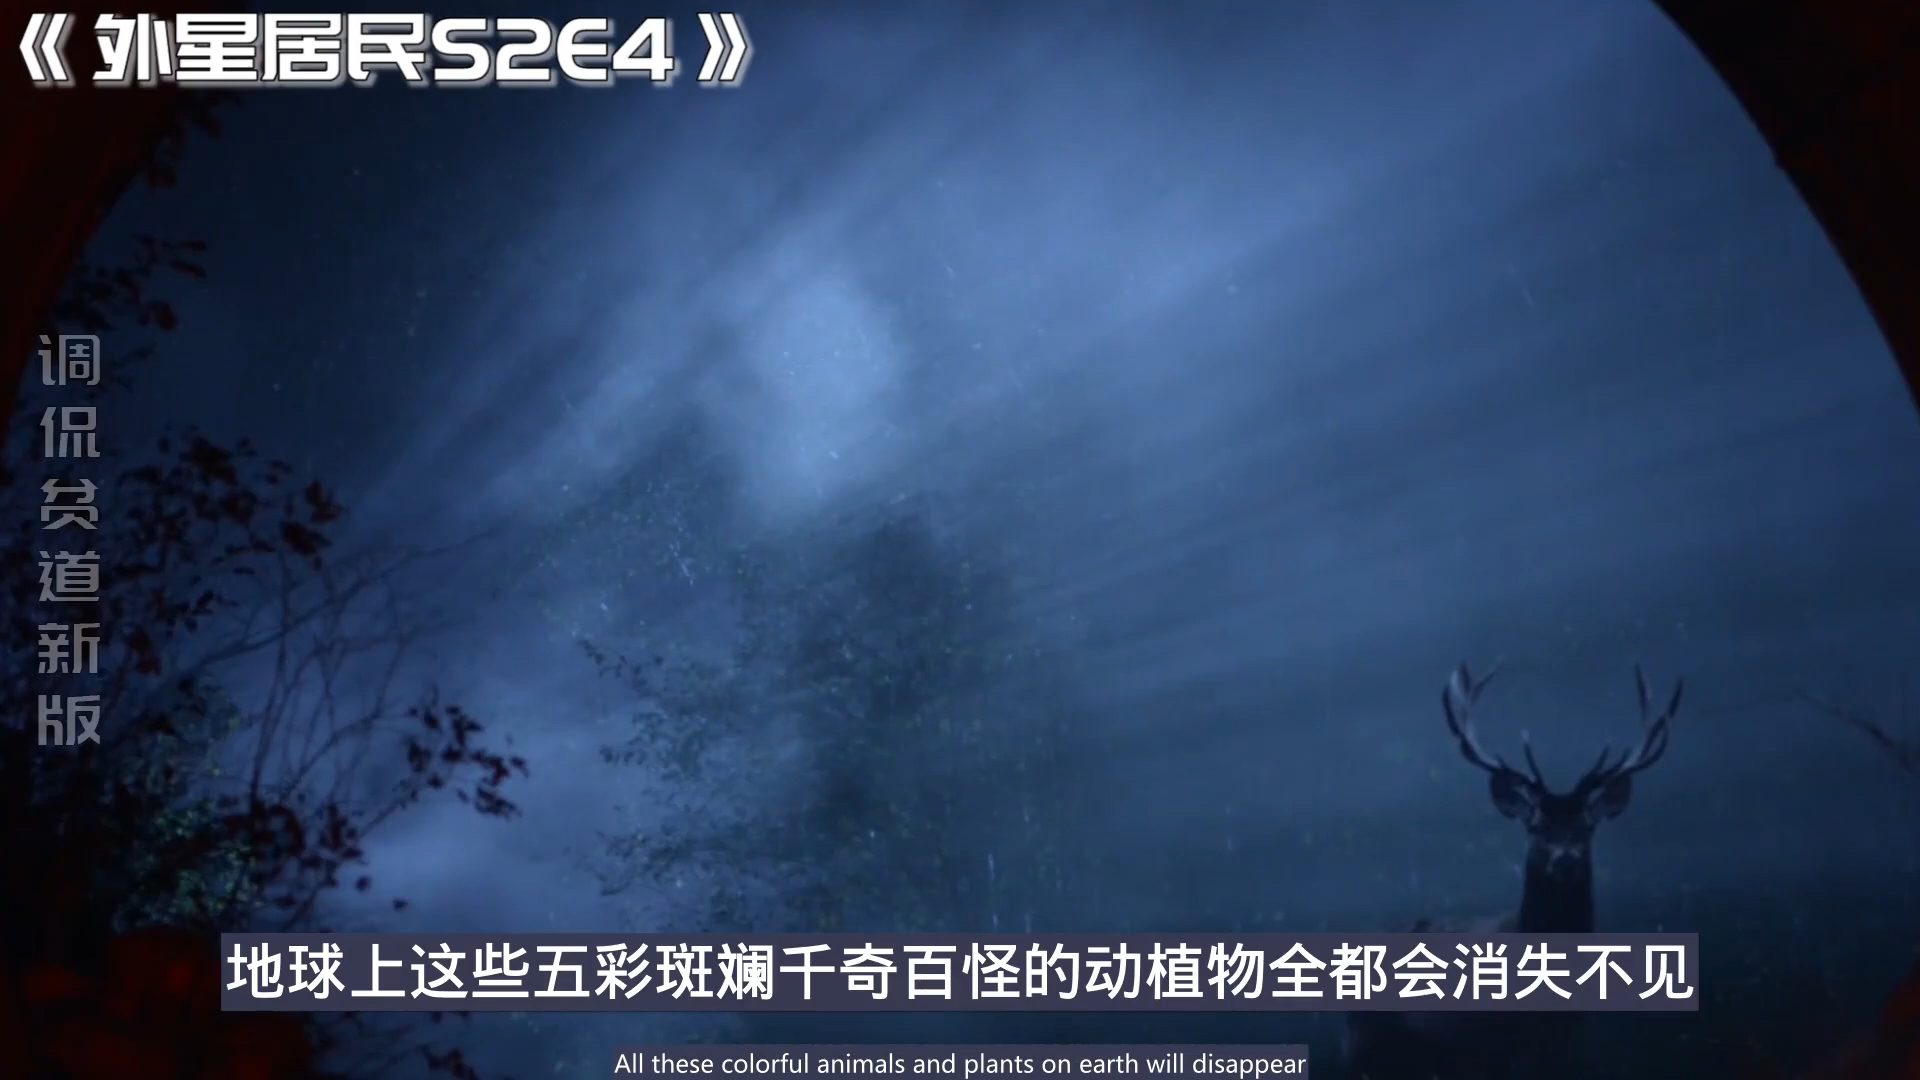 《外星居民S2E4》
调侃贫道新版
地球上这些五彩斑斓千奇百怪的动植物全都会消失不见
All these colorful animals and plants on earth will disappear